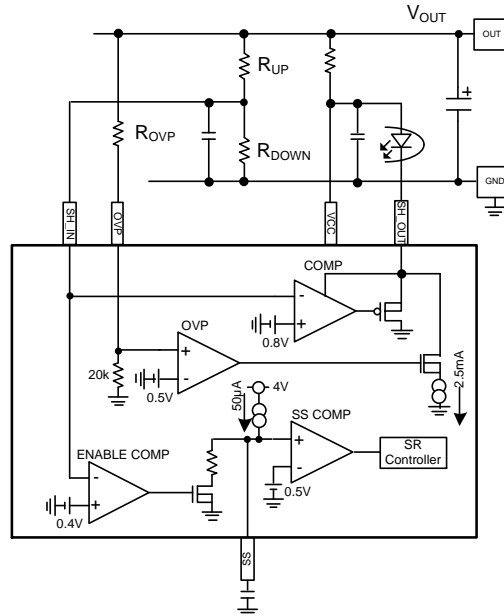 VOUT
OUT
RUP
ROVP
RDOWN
GND
SH_IN
OVP
VCC
SH_OUT
COMP
-
+
0.8V
OVP
+
-
20k
0.5V
2.5mA
50µA
4V
SS COMP
+
-
SR
Controller
0.5V
ENABLE COMP
-
+
0.4V
SS